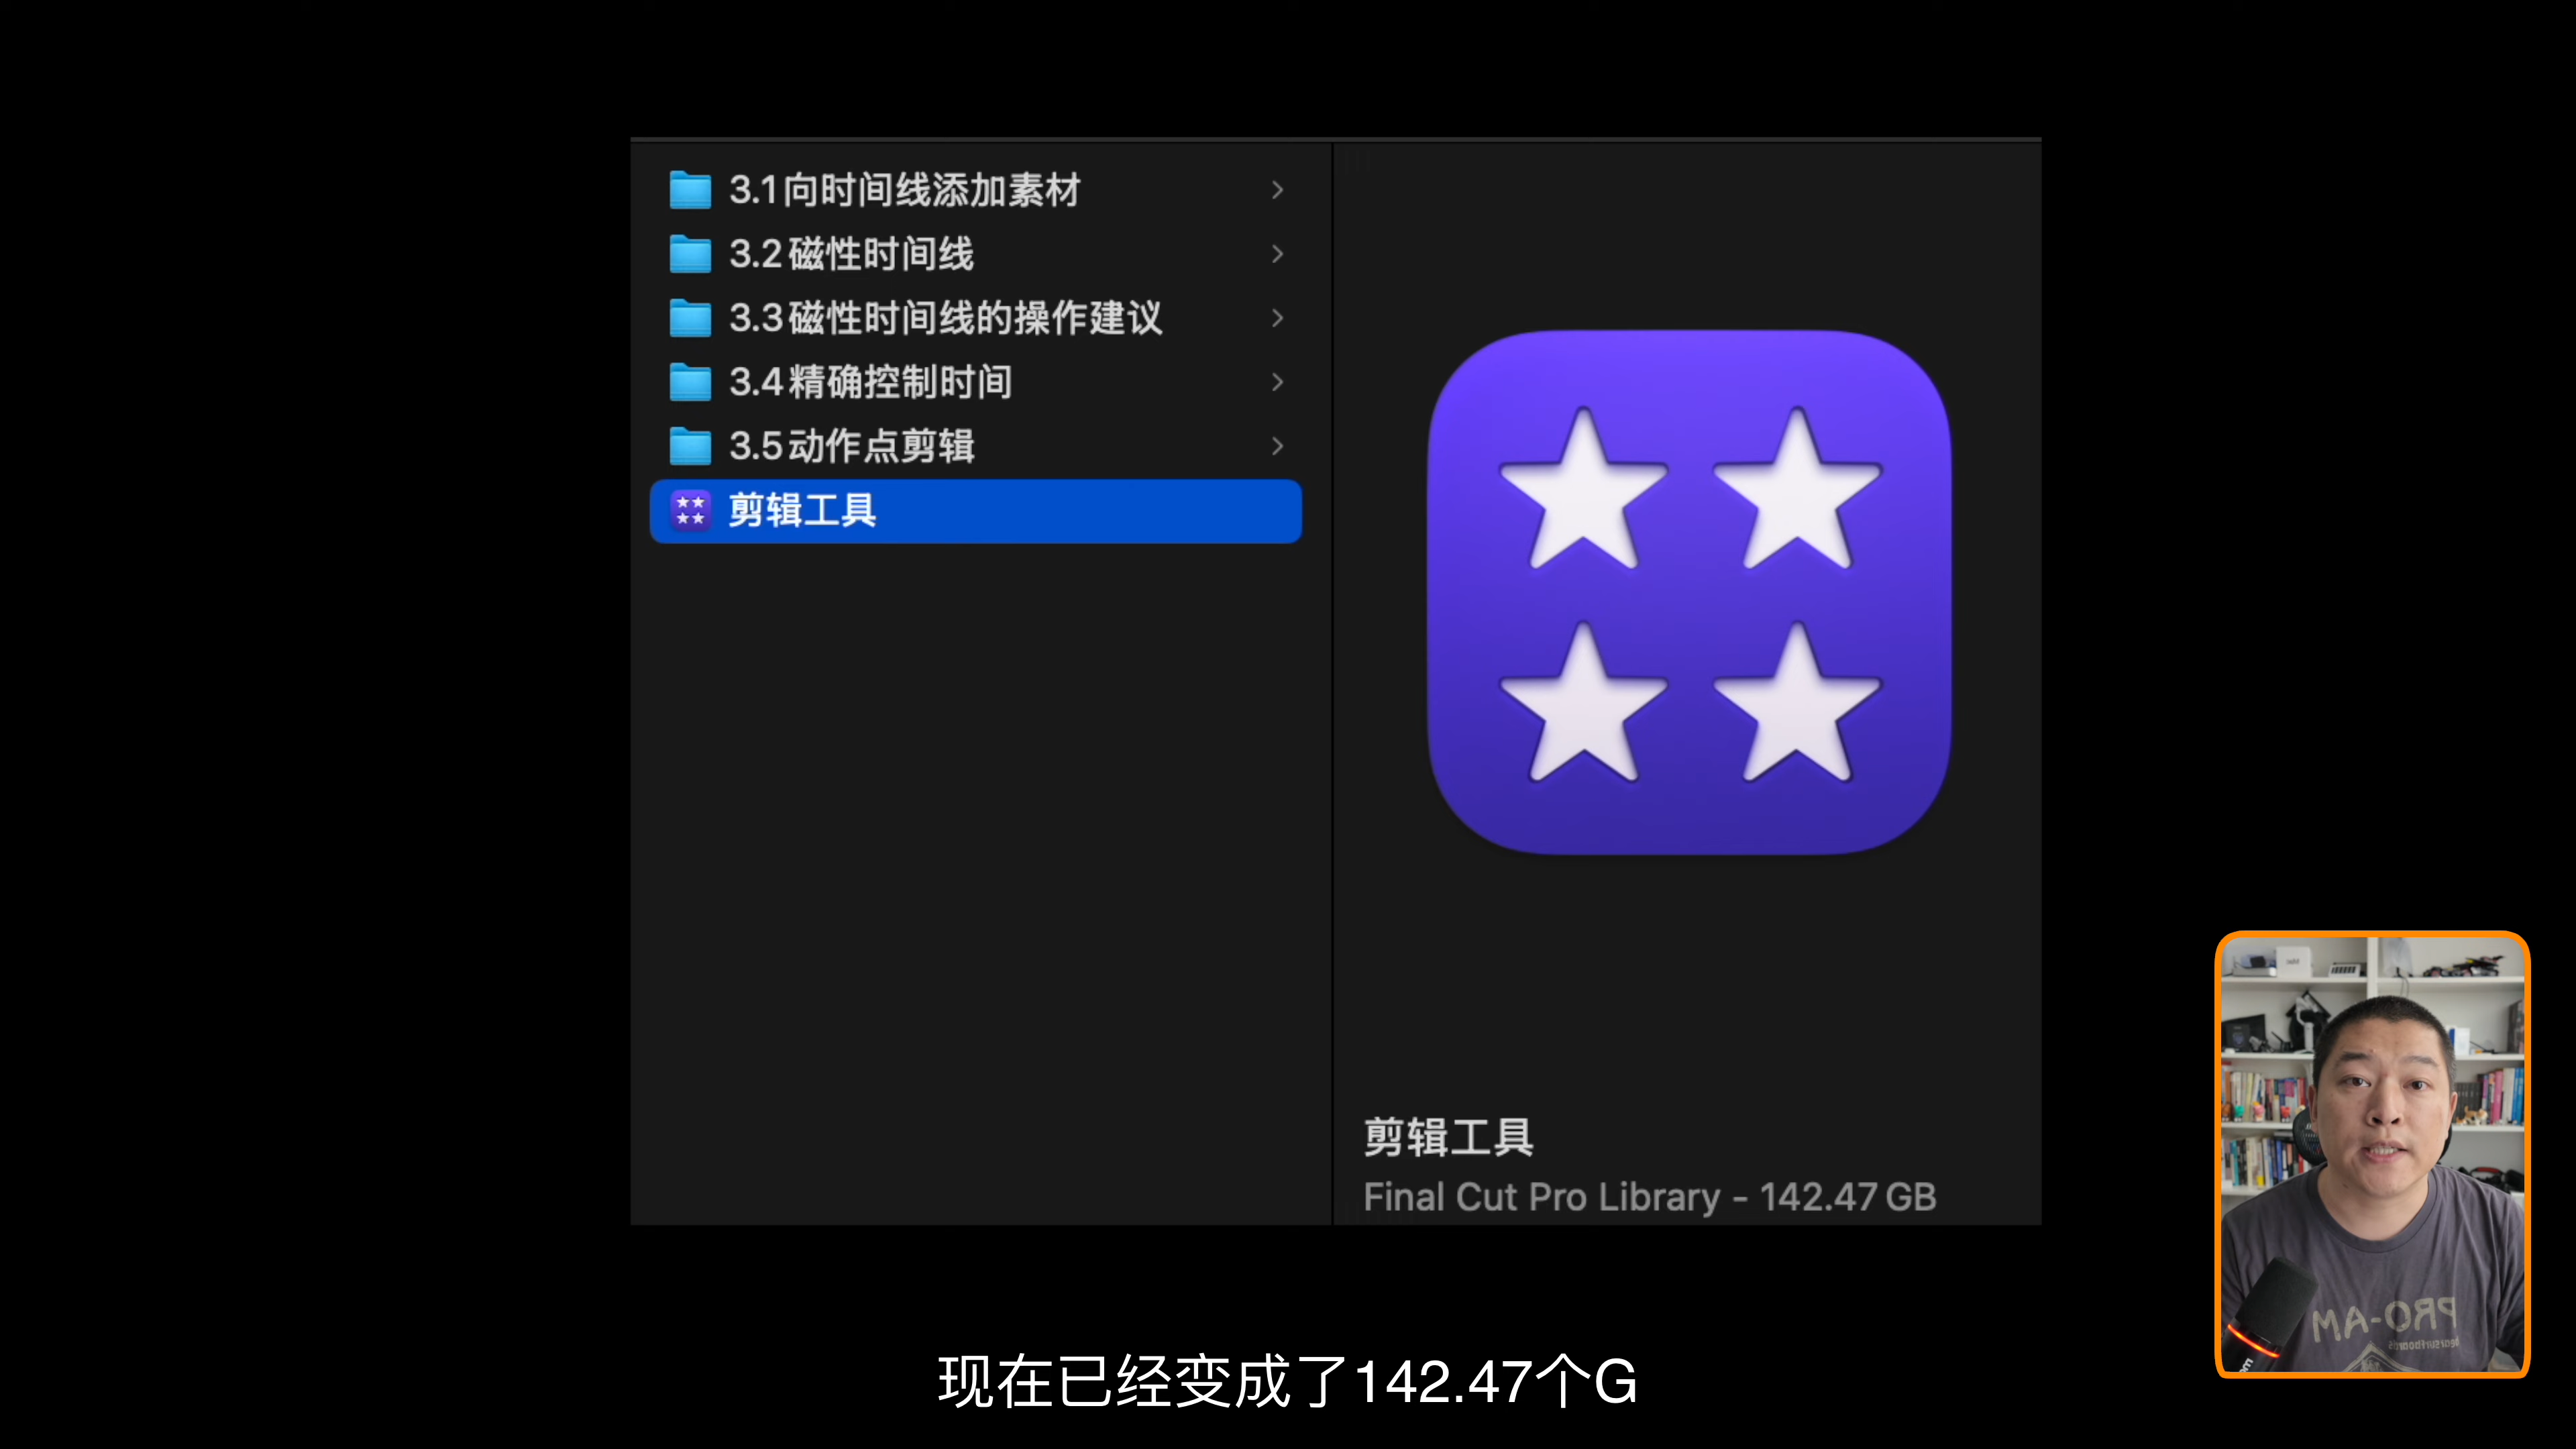 3.1向时间线添加素材
3.2磁性时间线
3.3磁性时间线的操作建议
3.4精确控制时间
3.5动作点剪辑
剪辑工具
剪辑工具
Final Cut Pro Library - 142.47 GB
PRO-AM
现在已经变成了142.47个G